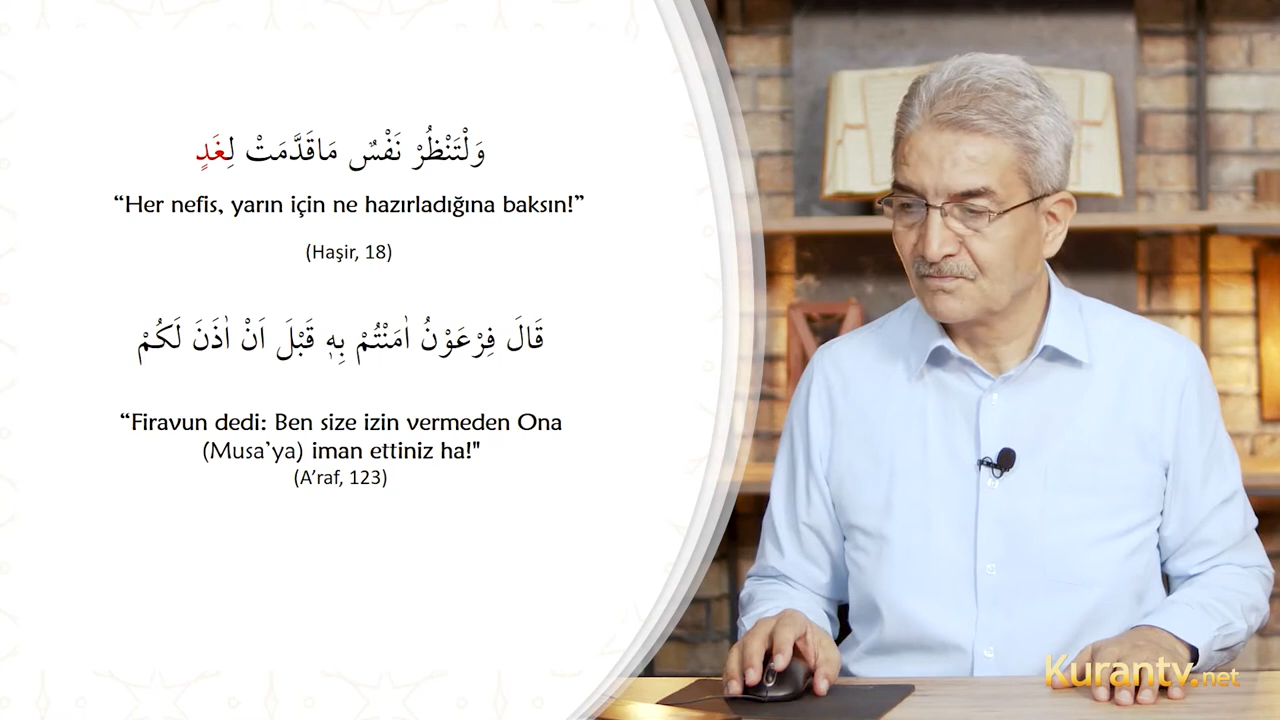 وَلْتَنْظُرْ نَفْسٌ مَاقَدَّمَتْ لِغَدٍ
“Her nefis, yarın için ne hazırladığına baksın!”
(Haşir, 18)
قَالَ فِرْعَوْنُ اٰمَنْتُمْ بِه۪ قَبْلَ اَنْ اٰذَنَ لَكُمْ
“Firavun dedi: Ben size izin vermeden Ona
(Musa’ya) iman ettiniz ha!"
(A’raf, 123)
Kurantv.net